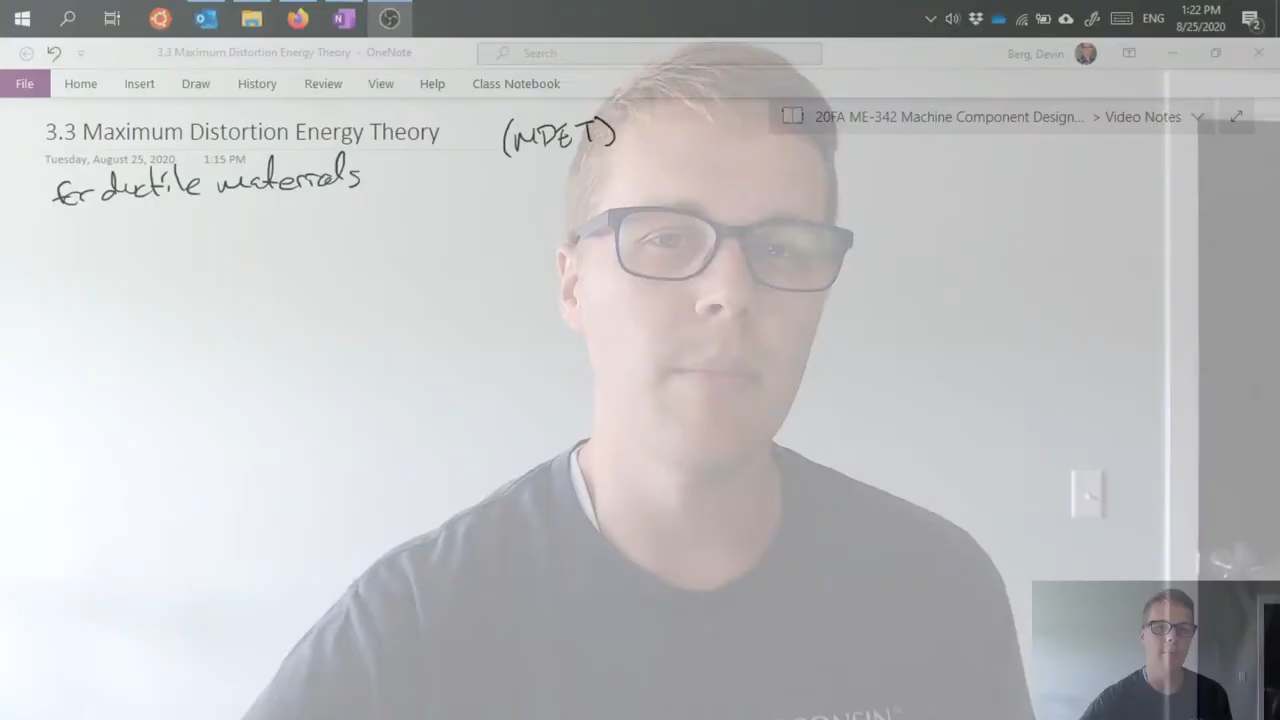 1:22 PM
ENG
8/25/2020
2
3.3 Maximum Distortion Energy Theory - OneNote
Search
Berg, Devin
File Home Insert Draw History Review View Help Class Notebook
20FA ME-342 Machine Component Design... > Video Notes
3.3 Maximum Distortion Energy Theory (MDET)
Tuesday, August 25, 2020 1:15 PM
for ductile materials